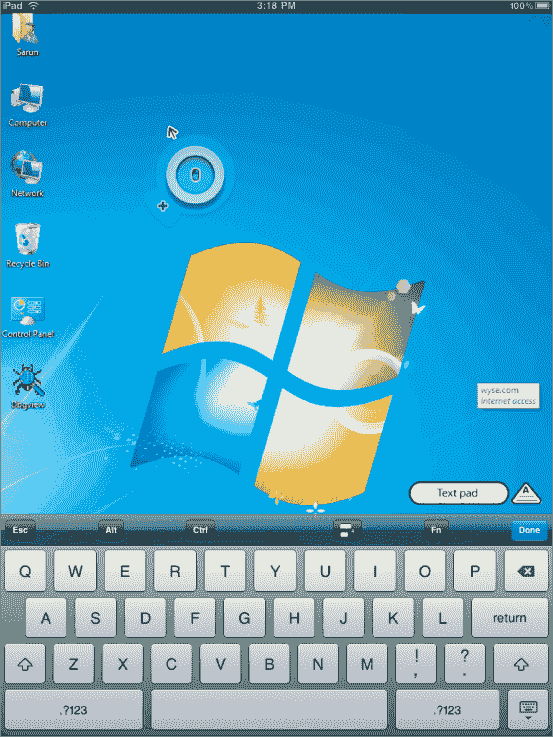 iPad 3:18 PM 100%
Sarun
Computer
Network
Recycle Bin
Control Panel
Dbgview
wyse.com
Internet access
Text pad A
Esc Alt Ctrl Fn Done
Q W E R T Y U I O P
A S D F G H J K L return
Z X C V B N M ! , ? .
.?123 .?123